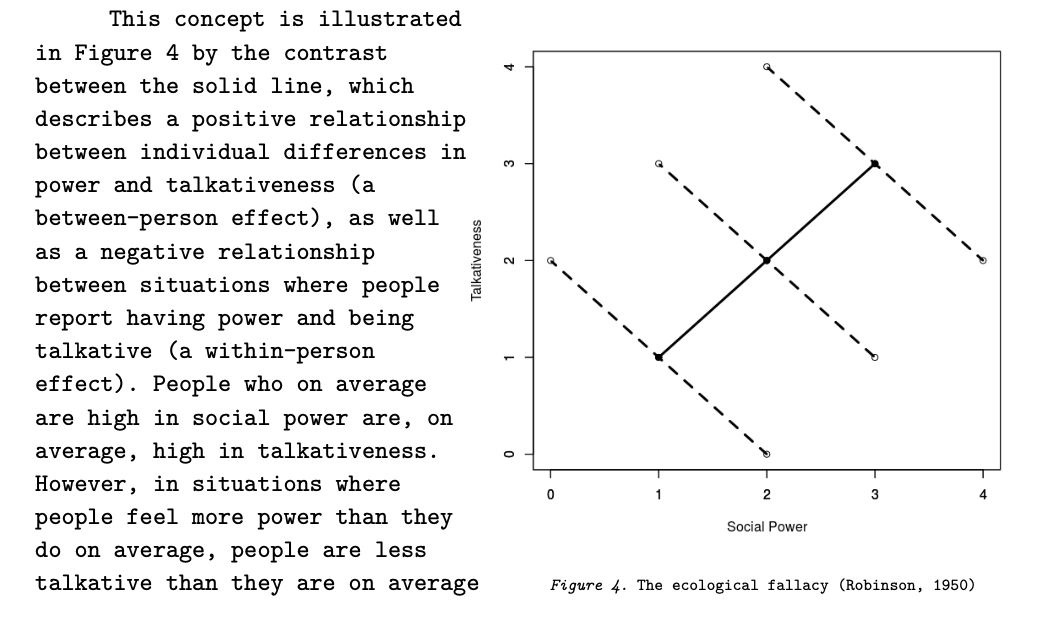 This concept is illustrated
in Figure 4 by the contrast
between the solid line, which
describes a positive relationship
between individual differences in
power and talkativeness (a
between-person effect), as well
as a negative relationship
between situations where people
report having power and being
talkative (a within-person
effect). People who on average
are high in social power are, on
average, high in talkativeness.
However, in situations where
people feel more power than they
do on average, people are less
talkative than they are on average
Talkativeness
4
3
2
1
0
0 1 2 3 4
Social Power
Figure 4. The ecological fallacy (Robinson, 1950)